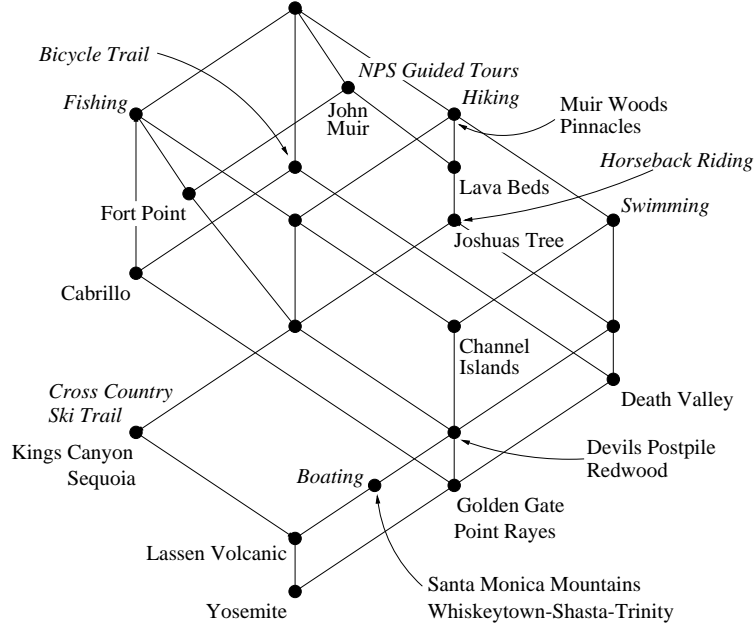 Bicycle Trail
NPS Guided Tours
Fishing
John
Muir
Hiking
Muir Woods
Pinnacles
Horseback Riding
Fort Point
Lava Beds
Swimming
Joshuas Tree
Cabrillo
Channel
Islands
Cross Country
Ski Trail
Death Valley
Kings Canyon
Sequoia
Devils Postpile
Redwood
Boating
Golden Gate
Point Rayes
Lassen Volcanic
Santa Monica Mountains
Whiskeytown-Shasta-Trinity
Yosemite